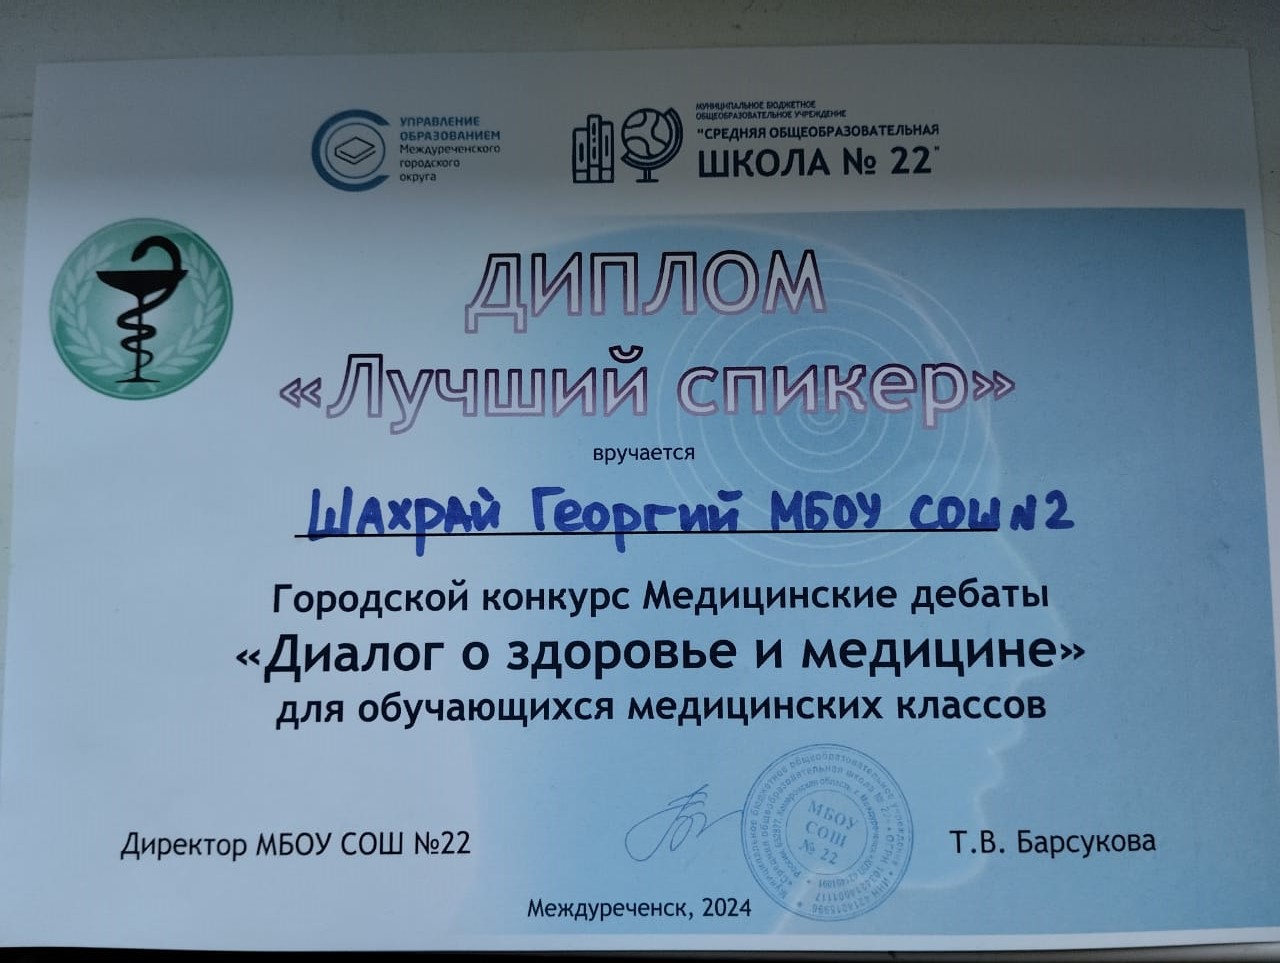 УПРАВЛЕНИЕ
ОБРАЗОВАНИЕМ
Междуреченского
городского
округа
МУНИЦИПАЛЬНОЕ БЮДЖЕТНОЕ
ОБЩЕОБРАЗОВАТЕЛЬНОЕ УЧРЕЖДЕНИЕ
"СРЕДНЯЯ ОБЩЕОБРАЗОВАТЕЛЬНАЯ
ШКОЛА № 22"
ДИПЛОМ
«Лучший спикер»
вручается
Шахрай Георгий МБОУ СОШ N2
Городской конкурс Медицинские дебаты
«Диалог о здоровье и медицине»
для обучающихся медицинских классов
Директор МБОУ СОШ №22
МБОУ
СОШ
№ 22
Т.В. Барсукова
Междуреченск, 2024